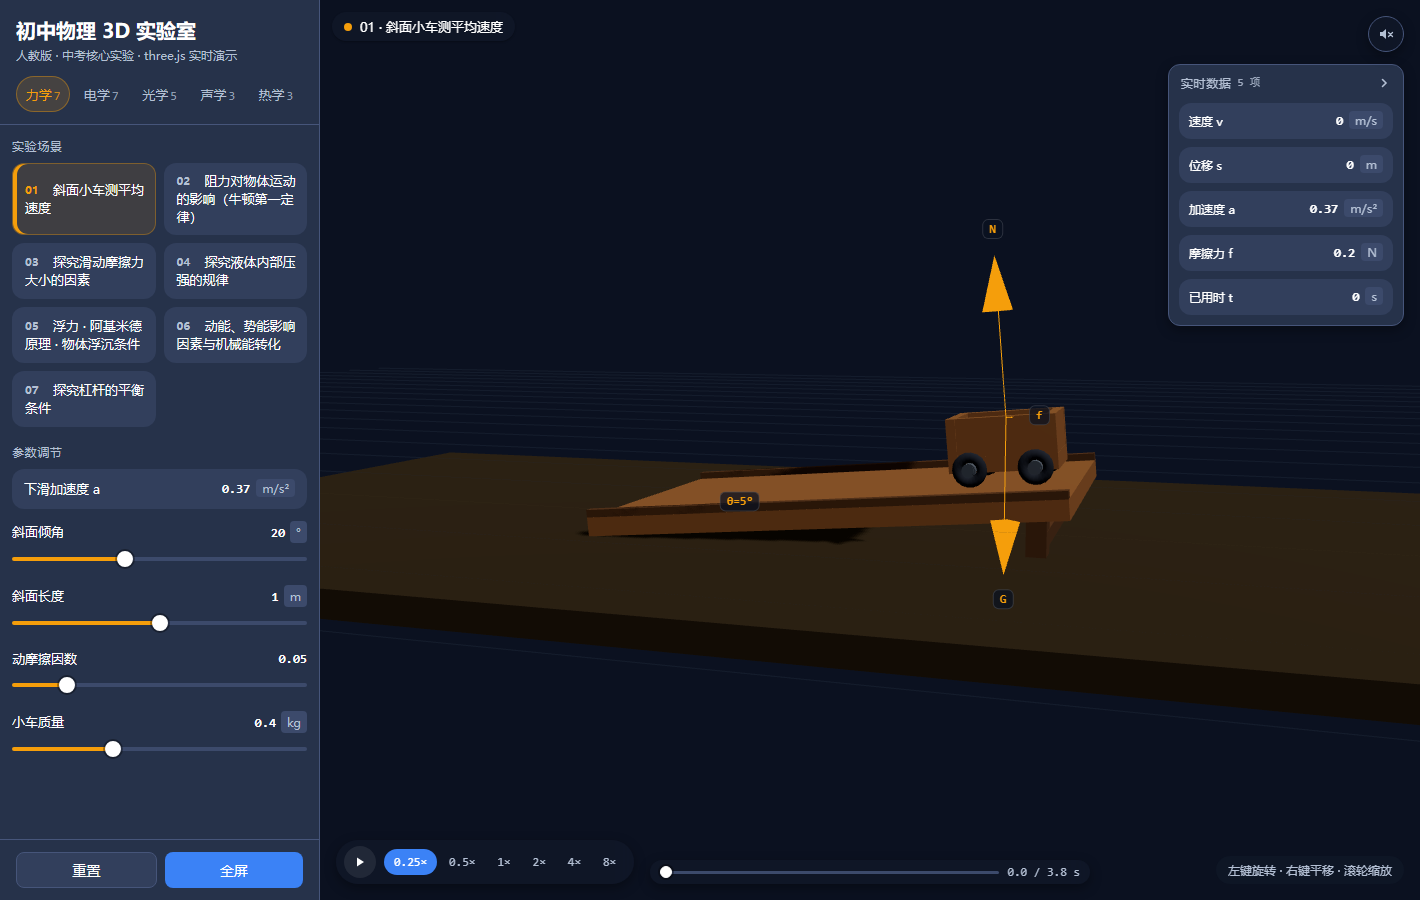 初中物理 3D 实验室
人教版 · 中考核心实验 · three.js 实时演示
力学 7
电学 7
光学 5
声学 3
热学 3
实验场景
01 斜面小车测平均
速度
02 阻力对物体运动
的影响（牛顿第一定
律）
03 探究滑动摩擦力
大小的因素
04 探究液体内部压
强的规律
05 浮力 · 阿基米德
原理 · 物体浮沉条件
06 动能、势能影响
因素与机械能转化
07 探究杠杆的平衡
条件
参数调节
下滑加速度 a 0.37 m/s²
斜面倾角 20 °
斜面长度 1 m
动摩擦因数 0.05
小车质量 0.4 kg
重置
全屏
01 · 斜面小车测平均速度
N
f
θ=5°
G
实时数据 5 项
速度 v 0 m/s
位移 s 0 m
加速度 a 0.37 m/s²
摩擦力 f 0.2 N
已用时 t 0 s
0.25× 0.5× 1× 2× 4× 8×
0.0 / 3.8 s
左键旋转 · 右键平移 · 滚轮缩放